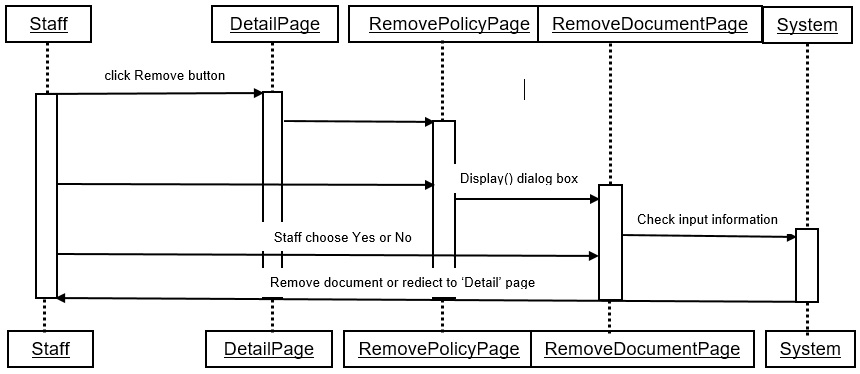 Staff
DetailPage
RemovePolicyPage
RemoveDocumentPage
System
click Remove button
Display() dialog box
Check input information
Staff choose Yes or No
Remove document or rediect to ‘Detail’ page
Staff
DetailPage
RemovePolicyPage
RemoveDocumentPage
System